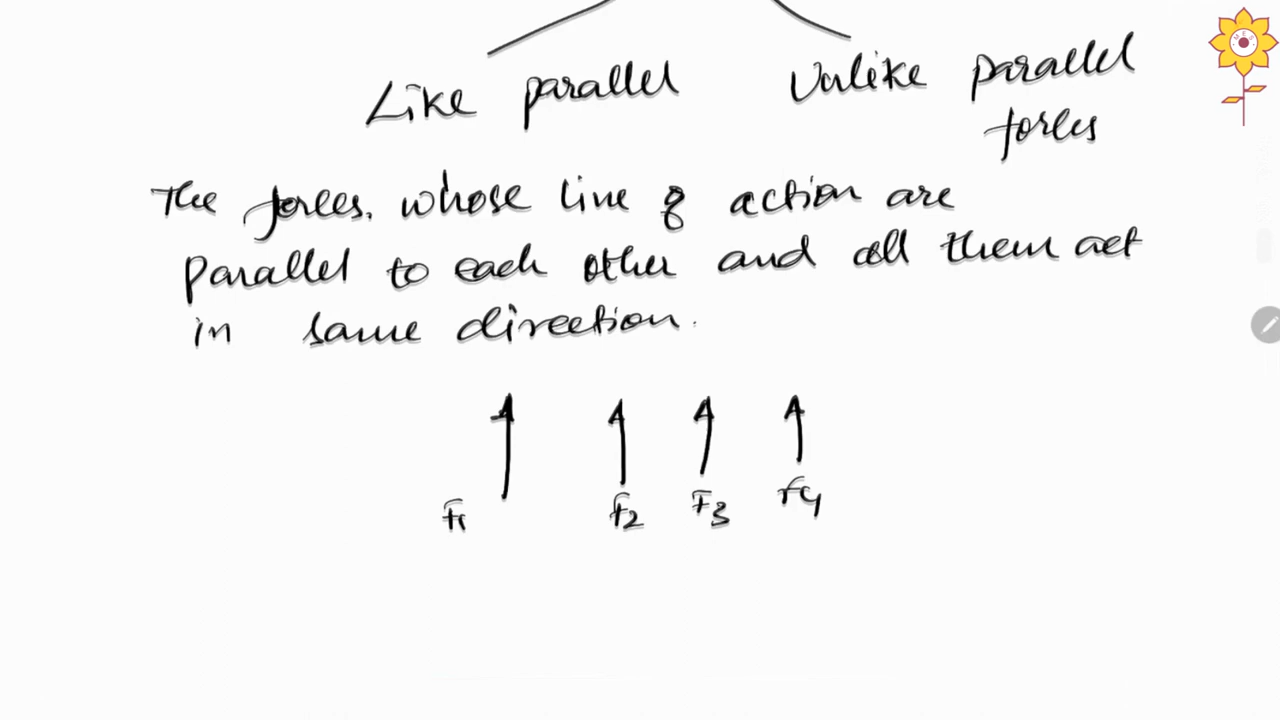 Like parallel
Unlike parallel
forces
The forces. whose line of action are
parallel to each other and all them act
in same direction.
F1 F2 F3 F4